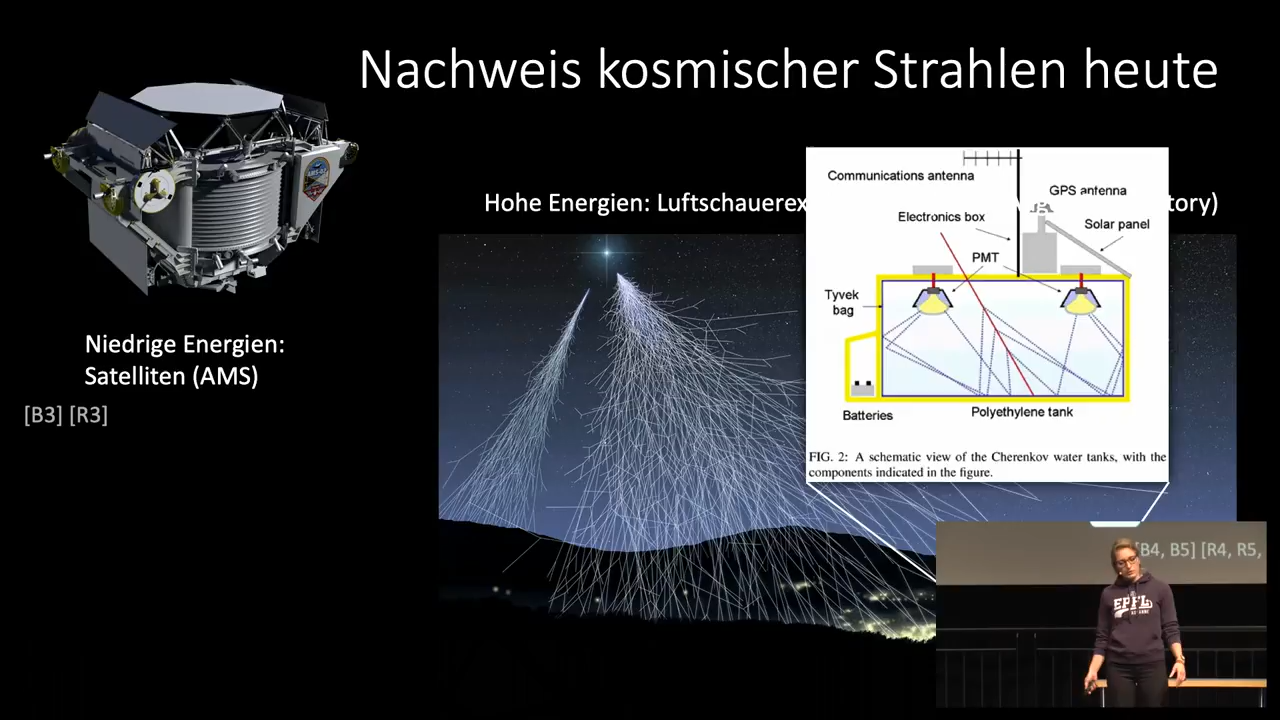 Nachweis kosmischer Strahlen heute
Niedrige Energien:
Satelliten (AMS)
[B3] [R3]
Hohe Energien: Luftschauerex
tory)
Communications antenna
GPS antenna
Electronics box
Solar panel
PMT
Tyvek
bag
Batteries
Polyethylene tank
FIG. 2: A schematic view of the Cherenkov water tanks, with the
components indicated in the figure.
AMS-02
[B4, B5] [R4, R5,
EPFL